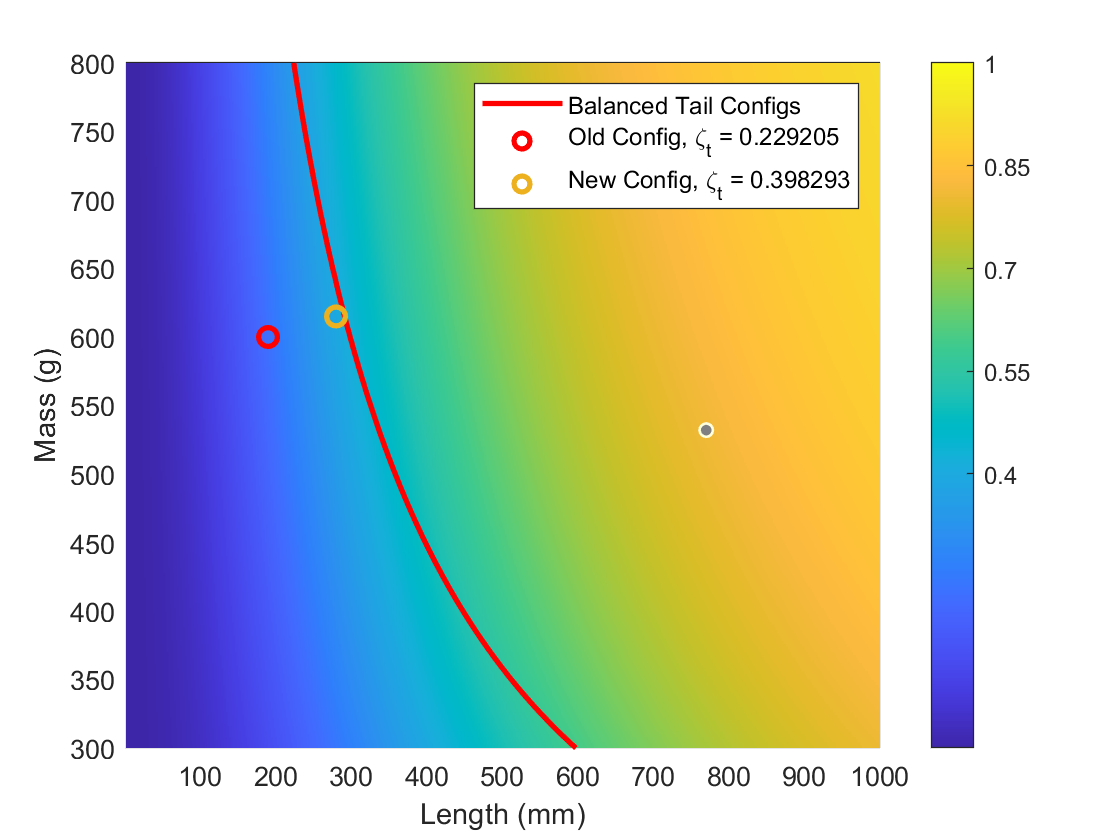 800
750
700
650
600
550
500
450
400
350
300
Mass (g)
100 200 300 400 500 600 700 800 900 1000
Length (mm)
Balanced Tail Configs
Old Config, ζt = 0.229205
New Config, ζt = 0.398293
1
0.85
0.7
0.55
0.4